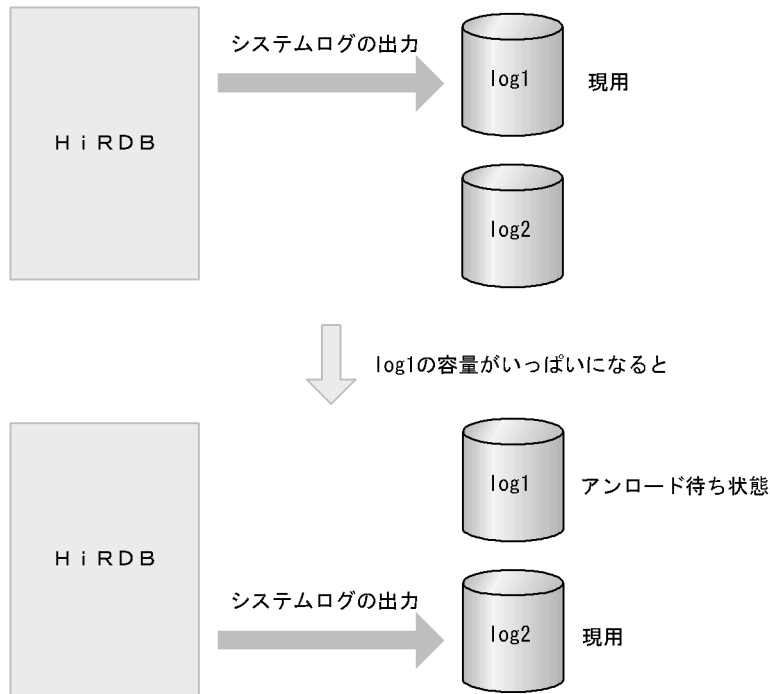 システムログの出力
log1
現用
HiRDB
log2
log1の容量がいっぱいになると
log1
アンロード待ち状態
HiRDB
システムログの出力
log2
現用